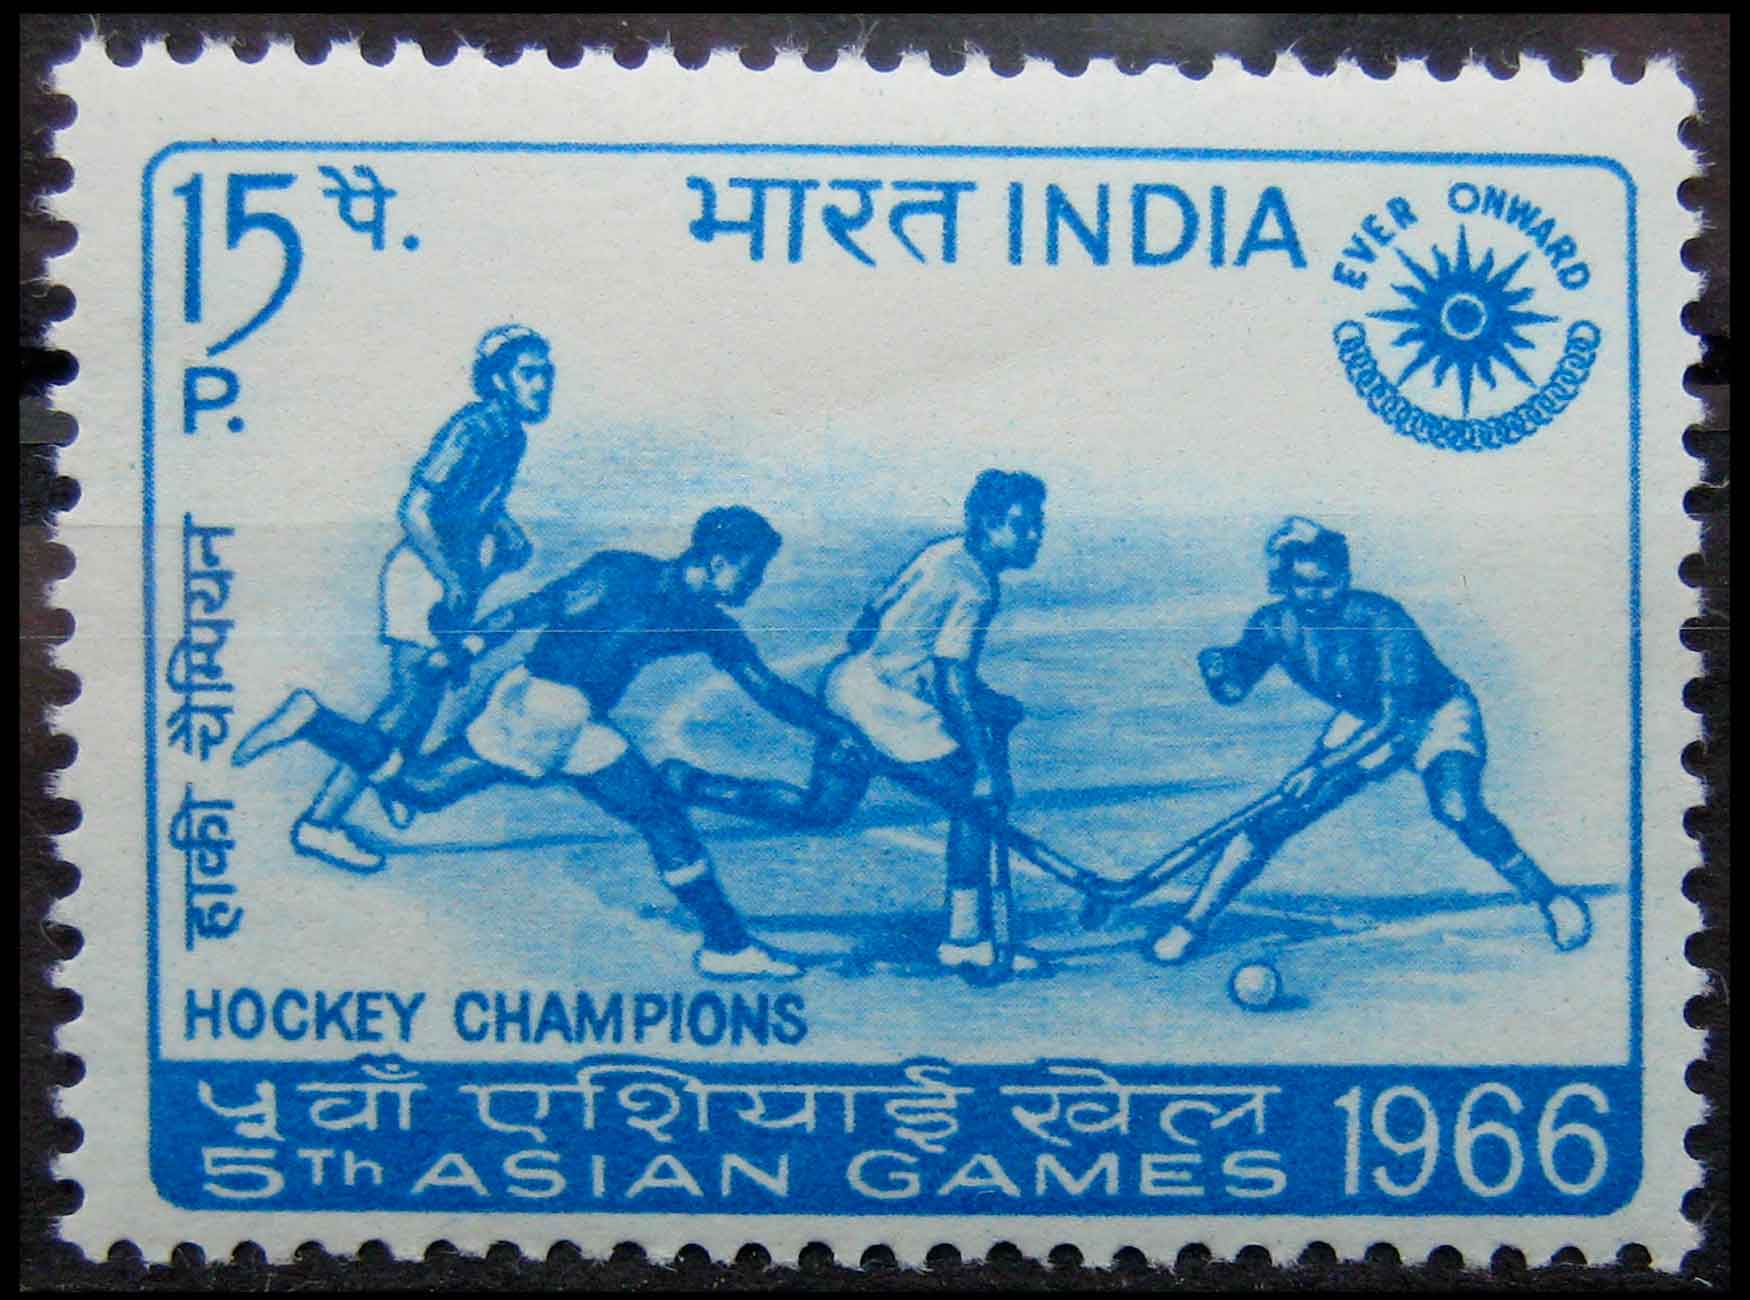 15 पै.
P.
भारत INDIA
EVER ONWARD
हाकी चैम्पियन
HOCKEY CHAMPIONS
५वाँ एशियाई खेल 1966
5Th ASIAN GAMES